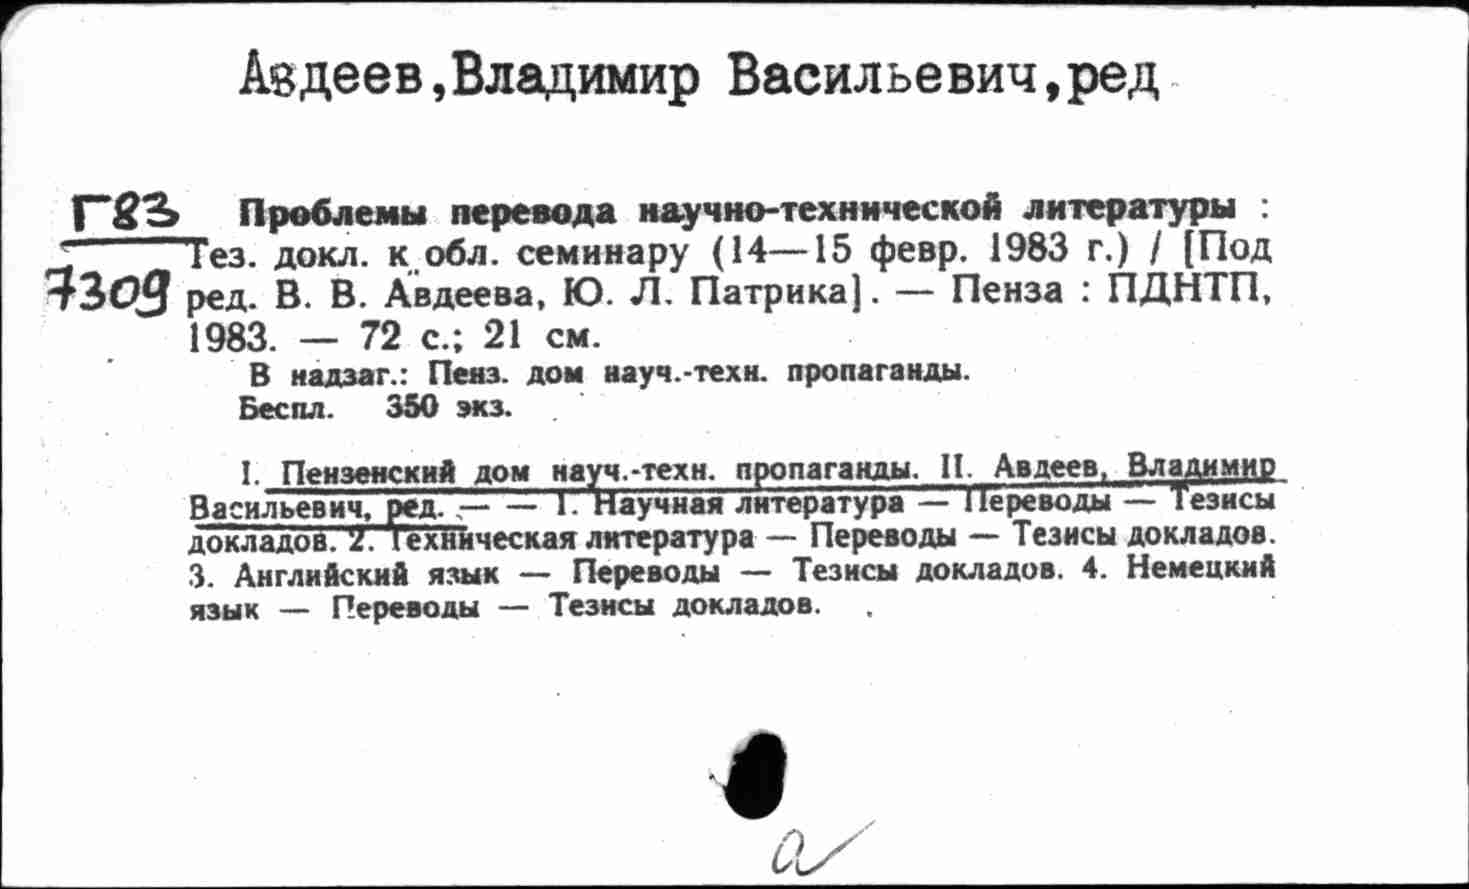 Авдеев,Владимир Васильевич,ред
Г83 Проблемы перевода научно-технической литературы :
Тез. докл. к обл. семинару (14—15 февр. 1983 г.) / [Под
7309 ред. В. В. Авдеева, Ю. Л. Патрика]. — Пенза : ПДНТП,
1983. — 72 с.; 21 см.
В надзаг.: Пенз. дом науч.-техн. пропаганды.
Беспл. 350 экз.
I. Пензенский дом науч.-техн. пропаганды. II. Авдеев, Владимир
Васильевич, ред. — — 1. Научная литература — Переводы — Тезисы
докладов. 2. Техническая литература — Переводы — Тезисы докладов.
3. Английский язык — Переводы — Тезисы докладов. 4. Немецкий
язык — Переводы — Тезисы докладов.
а